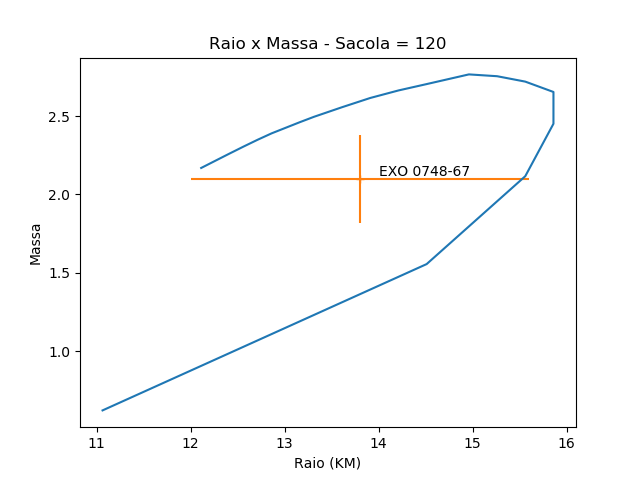 Raio x Massa - Sacola = 120
Massa
2.5
2.0
1.5
1.0
EXO 0748-67
11 12 13 14 15 16
Raio (KM)